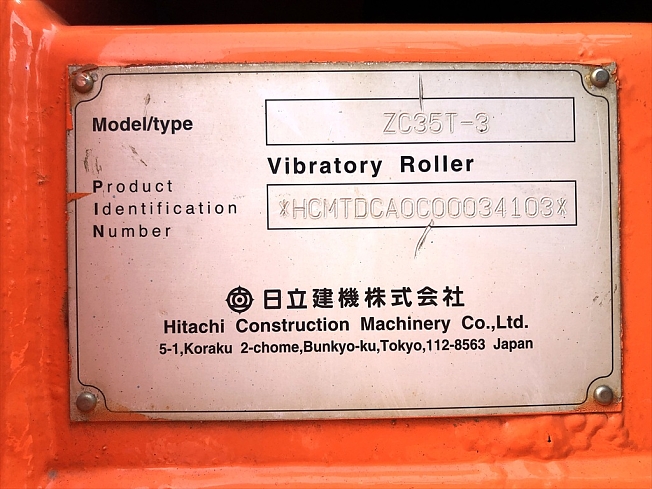 Model/type ZC35T-3
Vibratory Roller
Product
Identification *HCMTDCA0C00034103*
Number
日立建機株式会社
Hitachi Construction Machinery Co.,Ltd.
5-1,Koraku 2-chome,Bunkyo-ku,Tokyo,112-8563 Japan